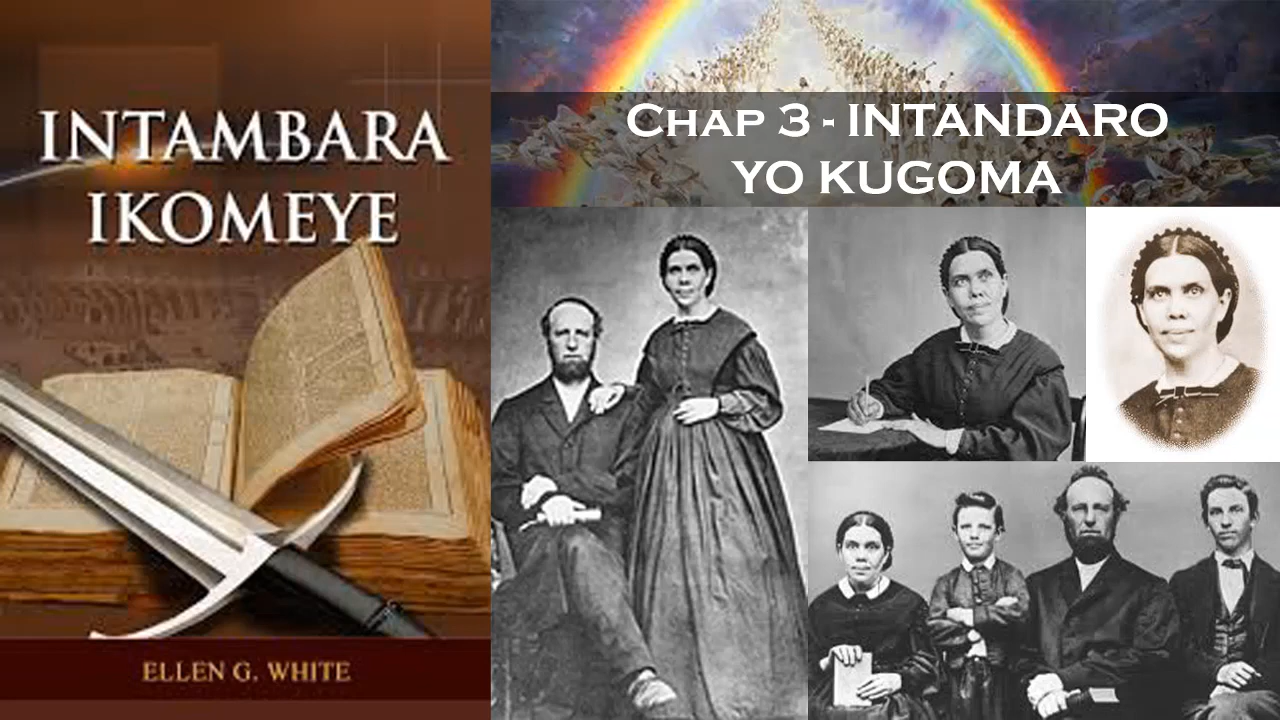 INTAMBARA
IKOMEYE
ELLEN G. WHITE
Chap 3 - INTANDARO
YO KUGOMA